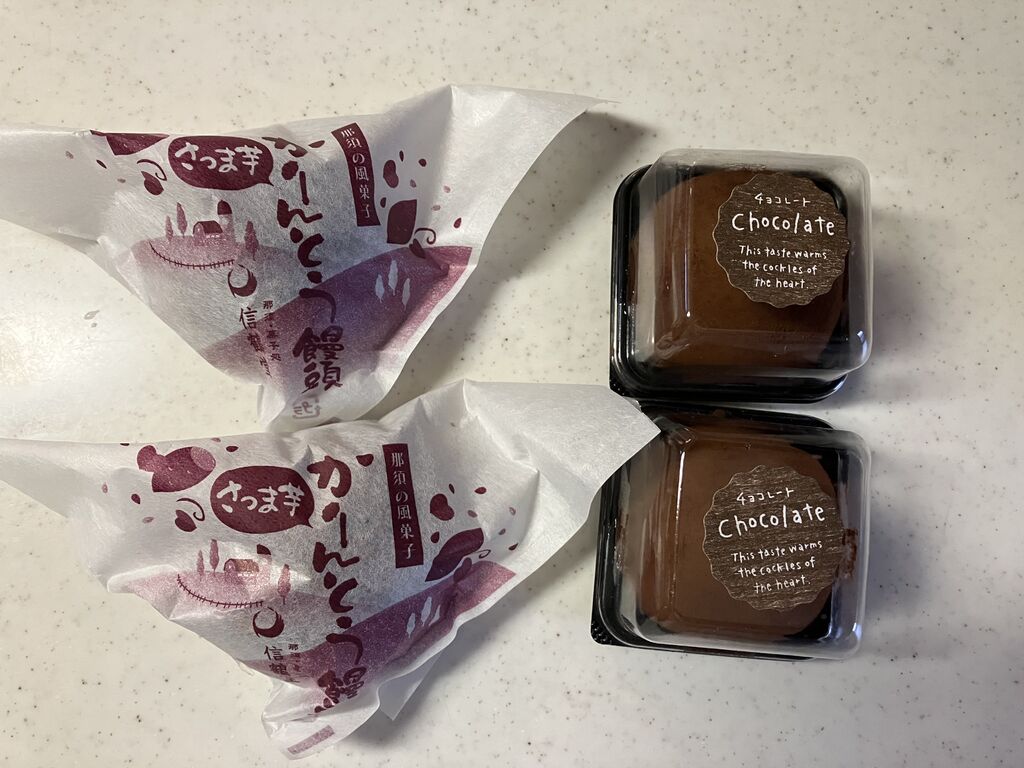 那須の風菓子
さつま芋
かりんとう饅頭
那須の風菓子
さつま芋
かりんとう饅
チョコレート
Chocolate
This taste warms
the cockles of
the heart.
チョコレート
Chocolate
This taste warms
the cockles of
the heart.